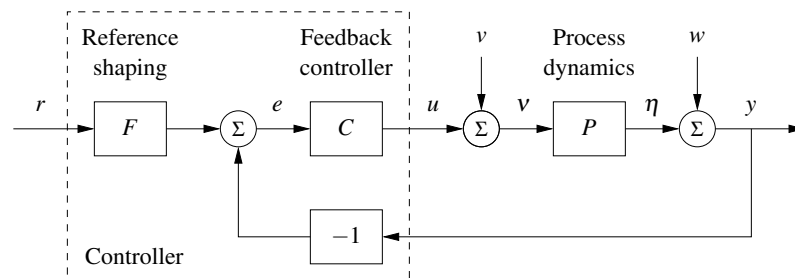 Reference
shaping
Feedback
controller
v
Process
dynamics
w
r
F
Σ
e
C
u
Σ
ν
P
η
Σ
y
−1
Controller